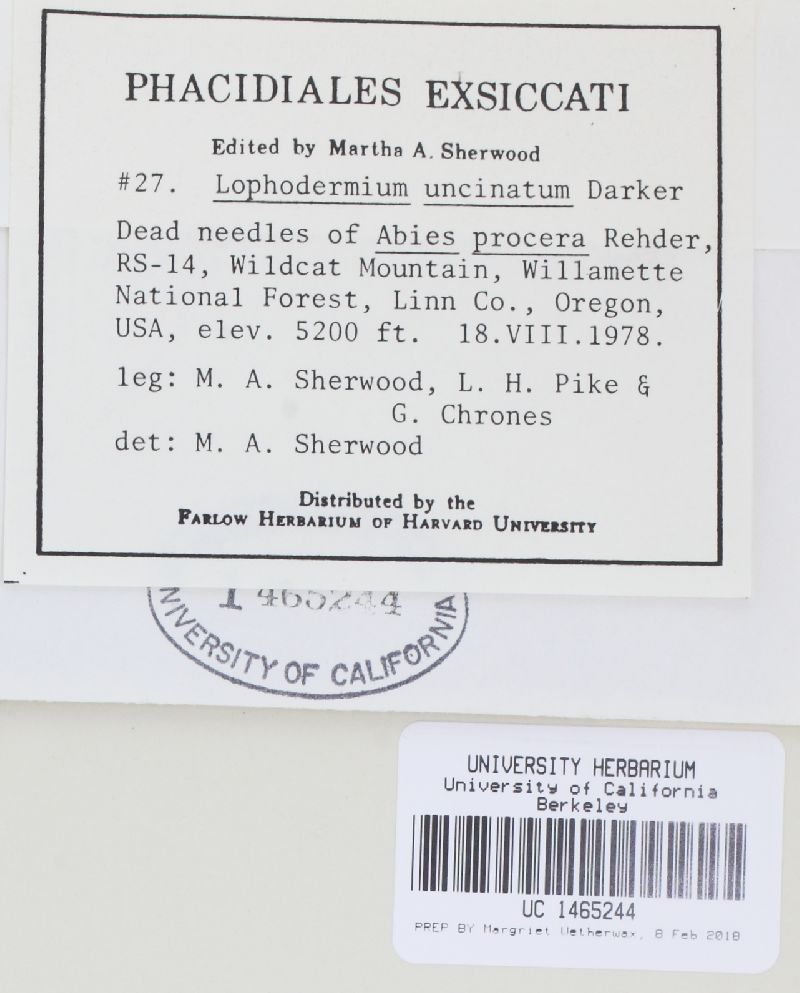 PHACIDIALES EXSICCATI
Edited by Martha A. Sherwood
#27. Lophodermium uncinatum Darker
Dead needles of Abies procera Rehder,
RS-14, Wildcat Mountain, Willamette
National Forest, Linn Co., Oregon,
USA, elev. 5200 ft. 18.VIII.1978.
leg: M. A. Sherwood, L. H. Pike &
G. Chrones
det: M. A. Sherwood
Distributed by the
FARLOW HERBARIUM OF HARVARD UNIVERSITY
1465244
UNIVERSITY OF CALIFORNIA
UNIVERSITY HERBARIUM
University of California
Berkeley
UC 1465244
PREP BY Margriet Wetherwax, 8 Feb 2018